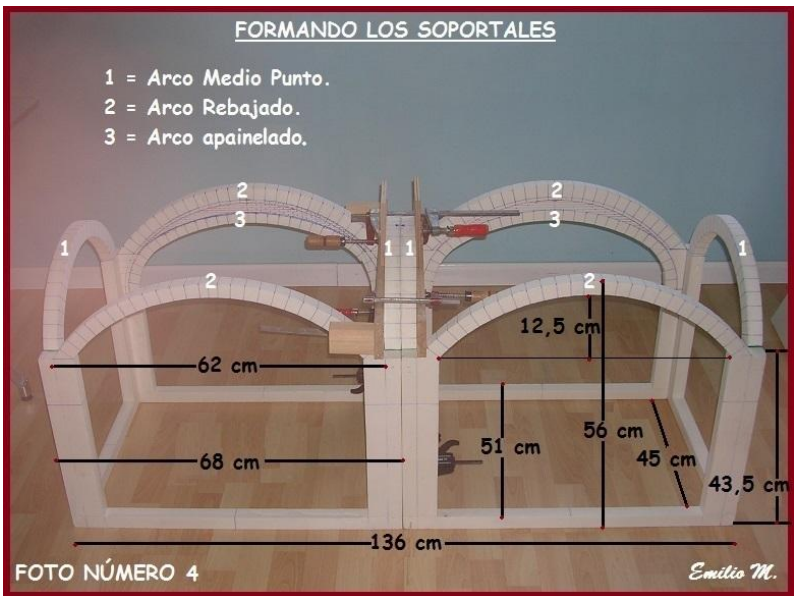 FORMANDO LOS SOPORTALES
1 = Arco Medio Punto.
2 = Arco Rebajado.
3 = Arco apainelado.
2
2
3
3
1
1
1
1
2
2
12,5 cm
62 cm
56 cm
51 cm
45 cm
68 cm
43,5 cm
136 cm
FOTO NÚMERO 4
Emilio M.